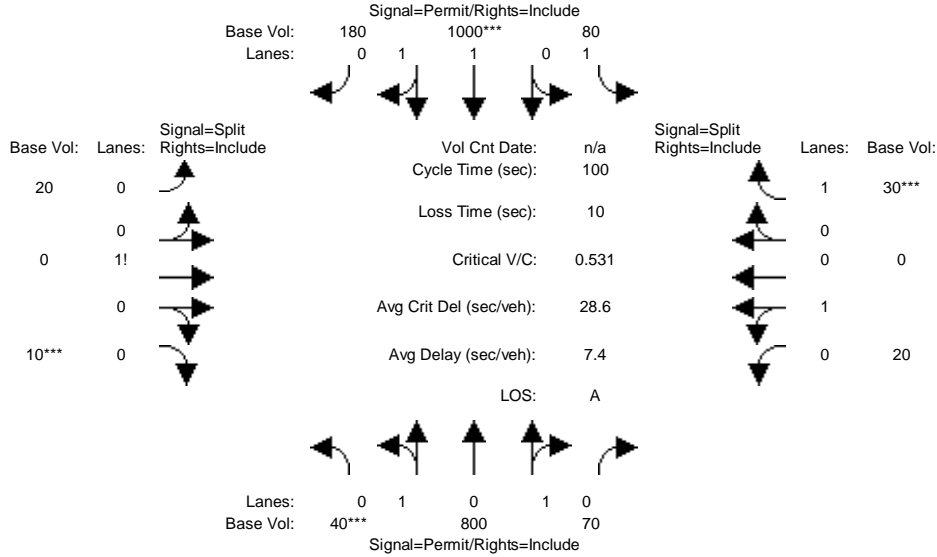 Signal=Permit/Rights=Include
Base Vol: 180 1000*** 80
Lanes: 0 1 1 0 1
Signal=Split
Base Vol: Lanes: Rights=Include
Vol Cnt Date: n/a
Signal=Split
Rights=Include Lanes: Base Vol:
Cycle Time (sec): 100
20 0
1 30***
Loss Time (sec): 10
0
0
0 1!
Critical V/C: 0.531
0 0
0
Avg Crit Del (sec/veh): 28.6
1
10*** 0
Avg Delay (sec/veh): 7.4
0 20
LOS: A
Lanes: 0 1 0 1 0
Base Vol: 40*** 800 70
Signal=Permit/Rights=Include